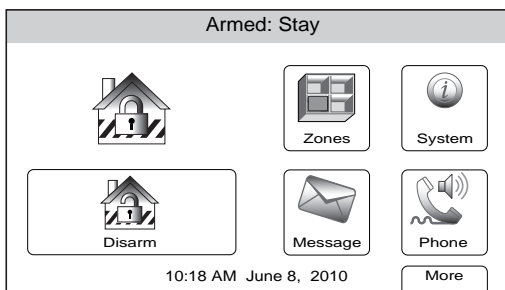 Armed: Stay
Zones
System
Disarm
Message
Phone
10:18 AM June 8, 2010
More